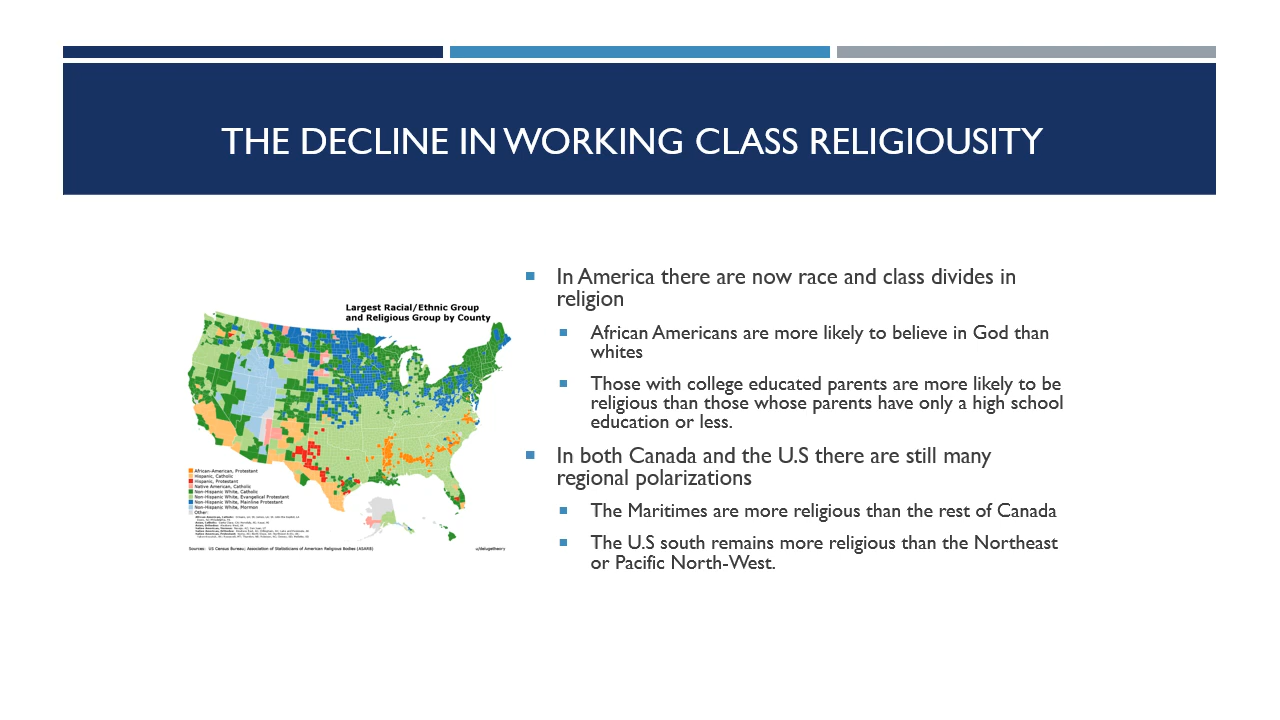 THE DECLINE IN WORKING CLASS RELIGIOUSITY
Largest Racial/Ethnic Group
and Religious Group by County
African-American, Protestant
Hispanic, Catholic
Hispanic, Protestant
Native American, Catholic
Non-Hispanic White, Catholic
Non-Hispanic White, Evangelical Protestant
Non-Hispanic White, Mainline Protestant
Non-Hispanic White, Mormon
Other:
Sources: US Census Bureau; Association of Statisticians of American Religious Bodies (ASARB)
In America there are now race and class divides in
religion
African Americans are more likely to believe in God than
whites
Those with college educated parents are more likely to be
religious than those whose parents have only a high school
education or less.
In both Canada and the U.S there are still many
regional polarizations
The Maritimes are more religious than the rest of Canada
The U.S south remains more religious than the Northeast
or Pacific North-West.